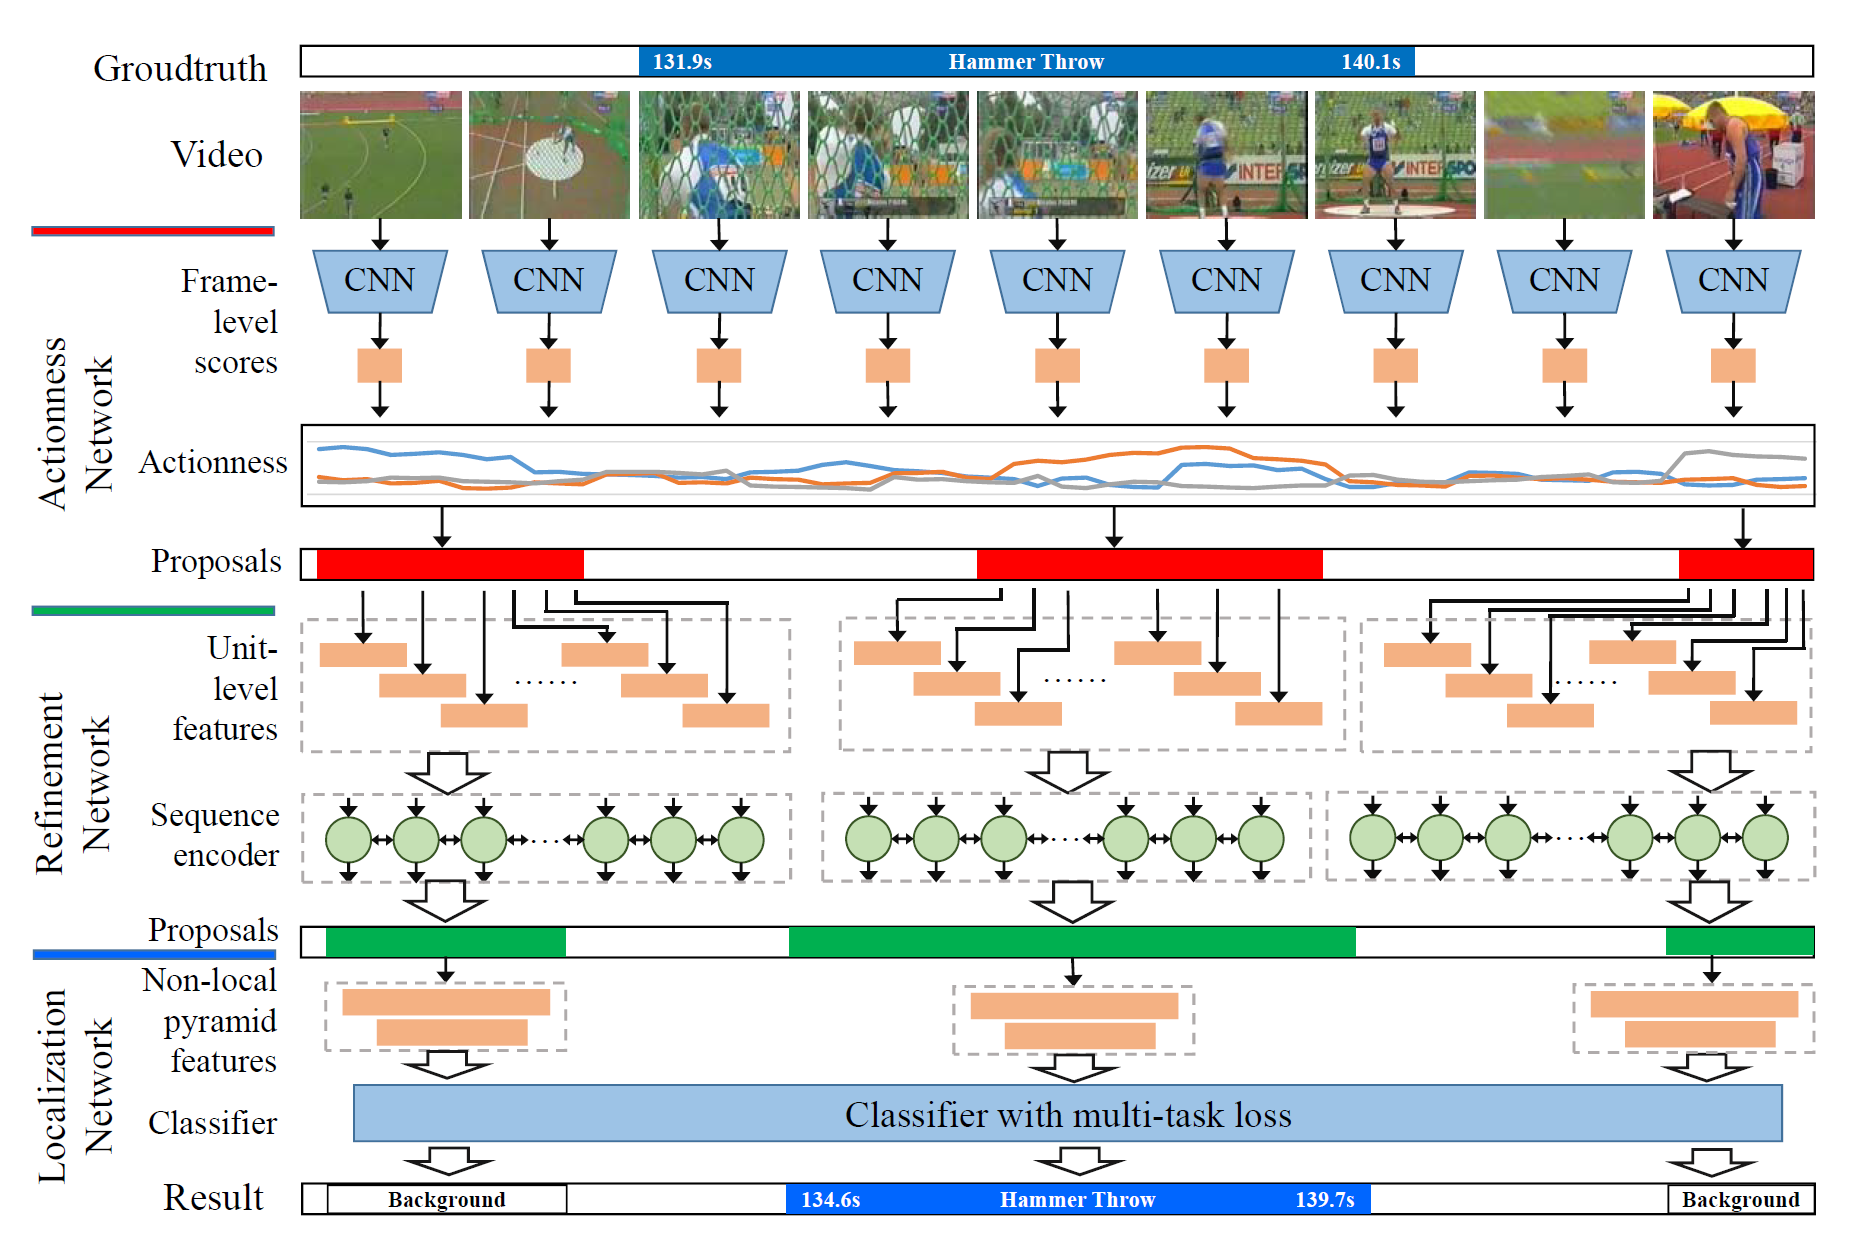 Groudtruth
131.9s Hammer Throw 140.1s
Video
INTER
INTERSPO
Frame-
level
scores
CNN CNN CNN CNN CNN CNN CNN CNN CNN
Actionness
Network
Actionness
Proposals
Unit-
level
features
......
......
......
Refinement
Network
Sequence
encoder
...
...
...
Proposals
Non-local
pyramid
features
Localization
Network
Classifier
Classifier with multi-task loss
Result
Background
134.6s Hammer Throw 139.7s
Background